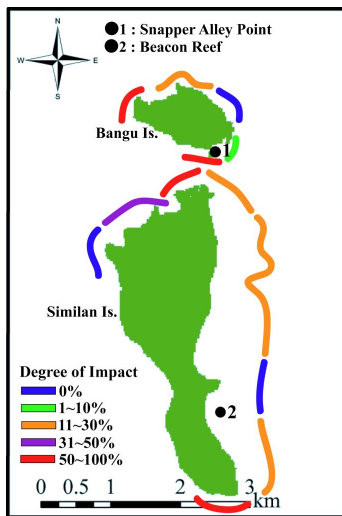 1 : Snapper Alley Point
2 : Beacon Reef
N
W
E
S
Bangu Is.
1
Similan Is.
Degree of Impact
0%
1~10%
11~30%
31~50%
50~100%
2
0 0.5 1 2 3
km